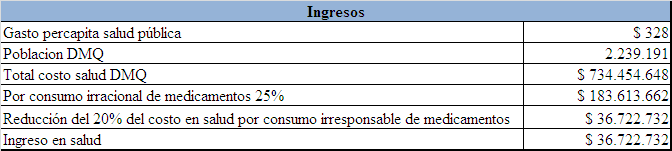 Ingresos
Gasto percapita salud pública $ 328
Poblacion DMQ 2.239.191
Total costo salud DMQ $ 734.454.648
Por consumo irracional de medicamentos 25% $ 183.613.662
Reducción del 20% del costo en salud por consumo irresponsable de medicamentos $ 36.722.732
Ingreso en salud $ 36.722.732